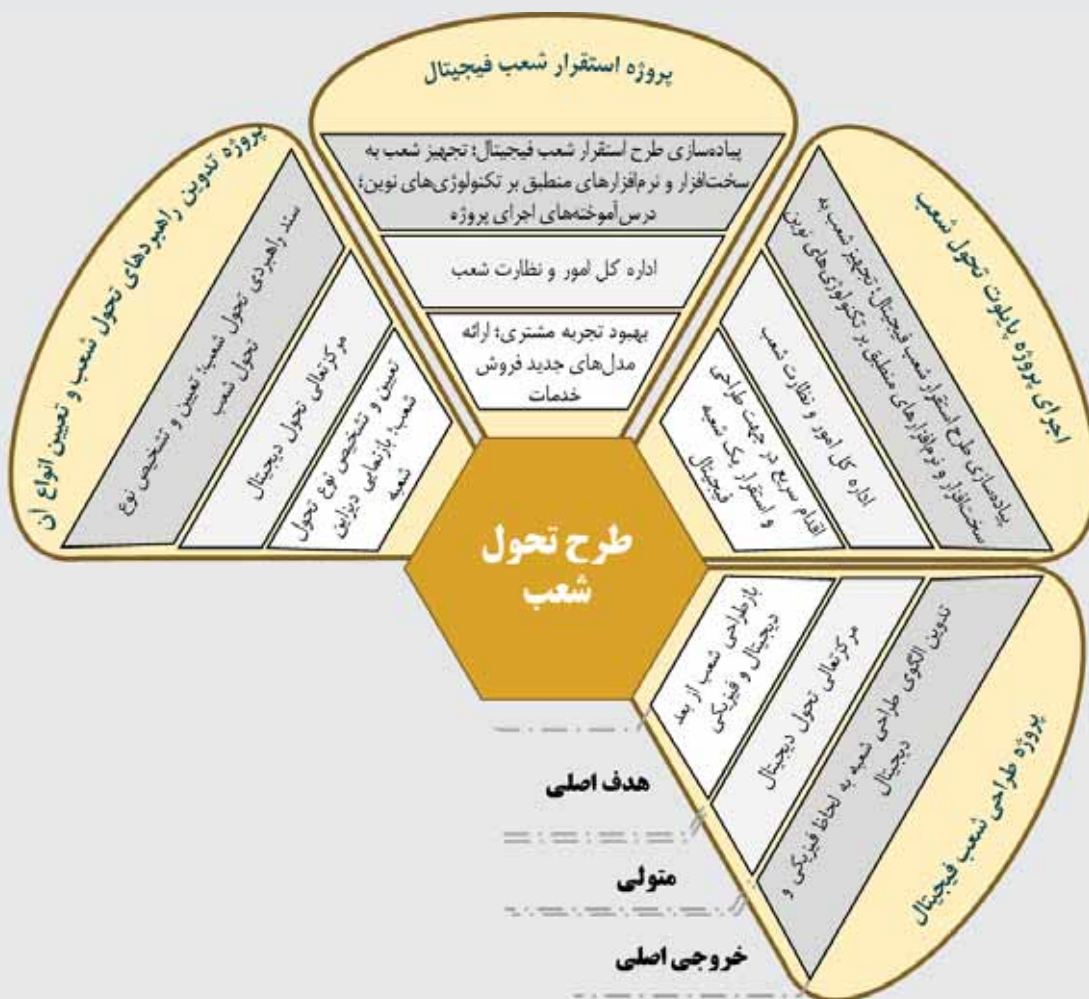 پروژه استقرار شعب فیجیتال
پیاده‌سازی طرح استقرار شعب فیجیتال؛ تجهیز شعب به
سخت‌افزار و نرم‌افزارهای منطبق بر تکنولوژی‌های نوین؛
درس‌آموخته‌های اجرای پروژه
اداره کل امور و نظارت شعب
بهبود تجربه مشتری؛ ارائه
مدل‌های جدید فروش
خدمات
اجرای پروژه پایلوت تحول شعب
پیاده‌سازی طرح استقرار شعب فیجیتال؛ تجهیز شعب به
سخت‌افزار و نرم‌افزارهای منطبق بر تکنولوژی‌های نوین
اداره کل امور و نظارت شعب
اقدام سریع در جهت طراحی
و استقرار یک شعبه
فیجیتال
پروژه طراحی شعب فیجیتال
تدوین الگوی طراحی شعبه به لحاظ فیزیکی و
دیجیتال
مرکزتعالی تحول دیجیتال
بازطراحی شعب از بعد
دیجیتال و فیزیکی
پروژه تدوین راهبردهای تحول شعب و تعیین انواع آن
سند راهبردی تحول شعب؛ تعیین و تشخیص نوع
تحول شعب
مرکزتعالی تحول دیجیتال
تعیین و تشخیص نوع تحول
شعب؛ بازنمایی دیزاین
شعبه
طرح تحول
شعب
هدف اصلی
متولی
خروجی اصلی